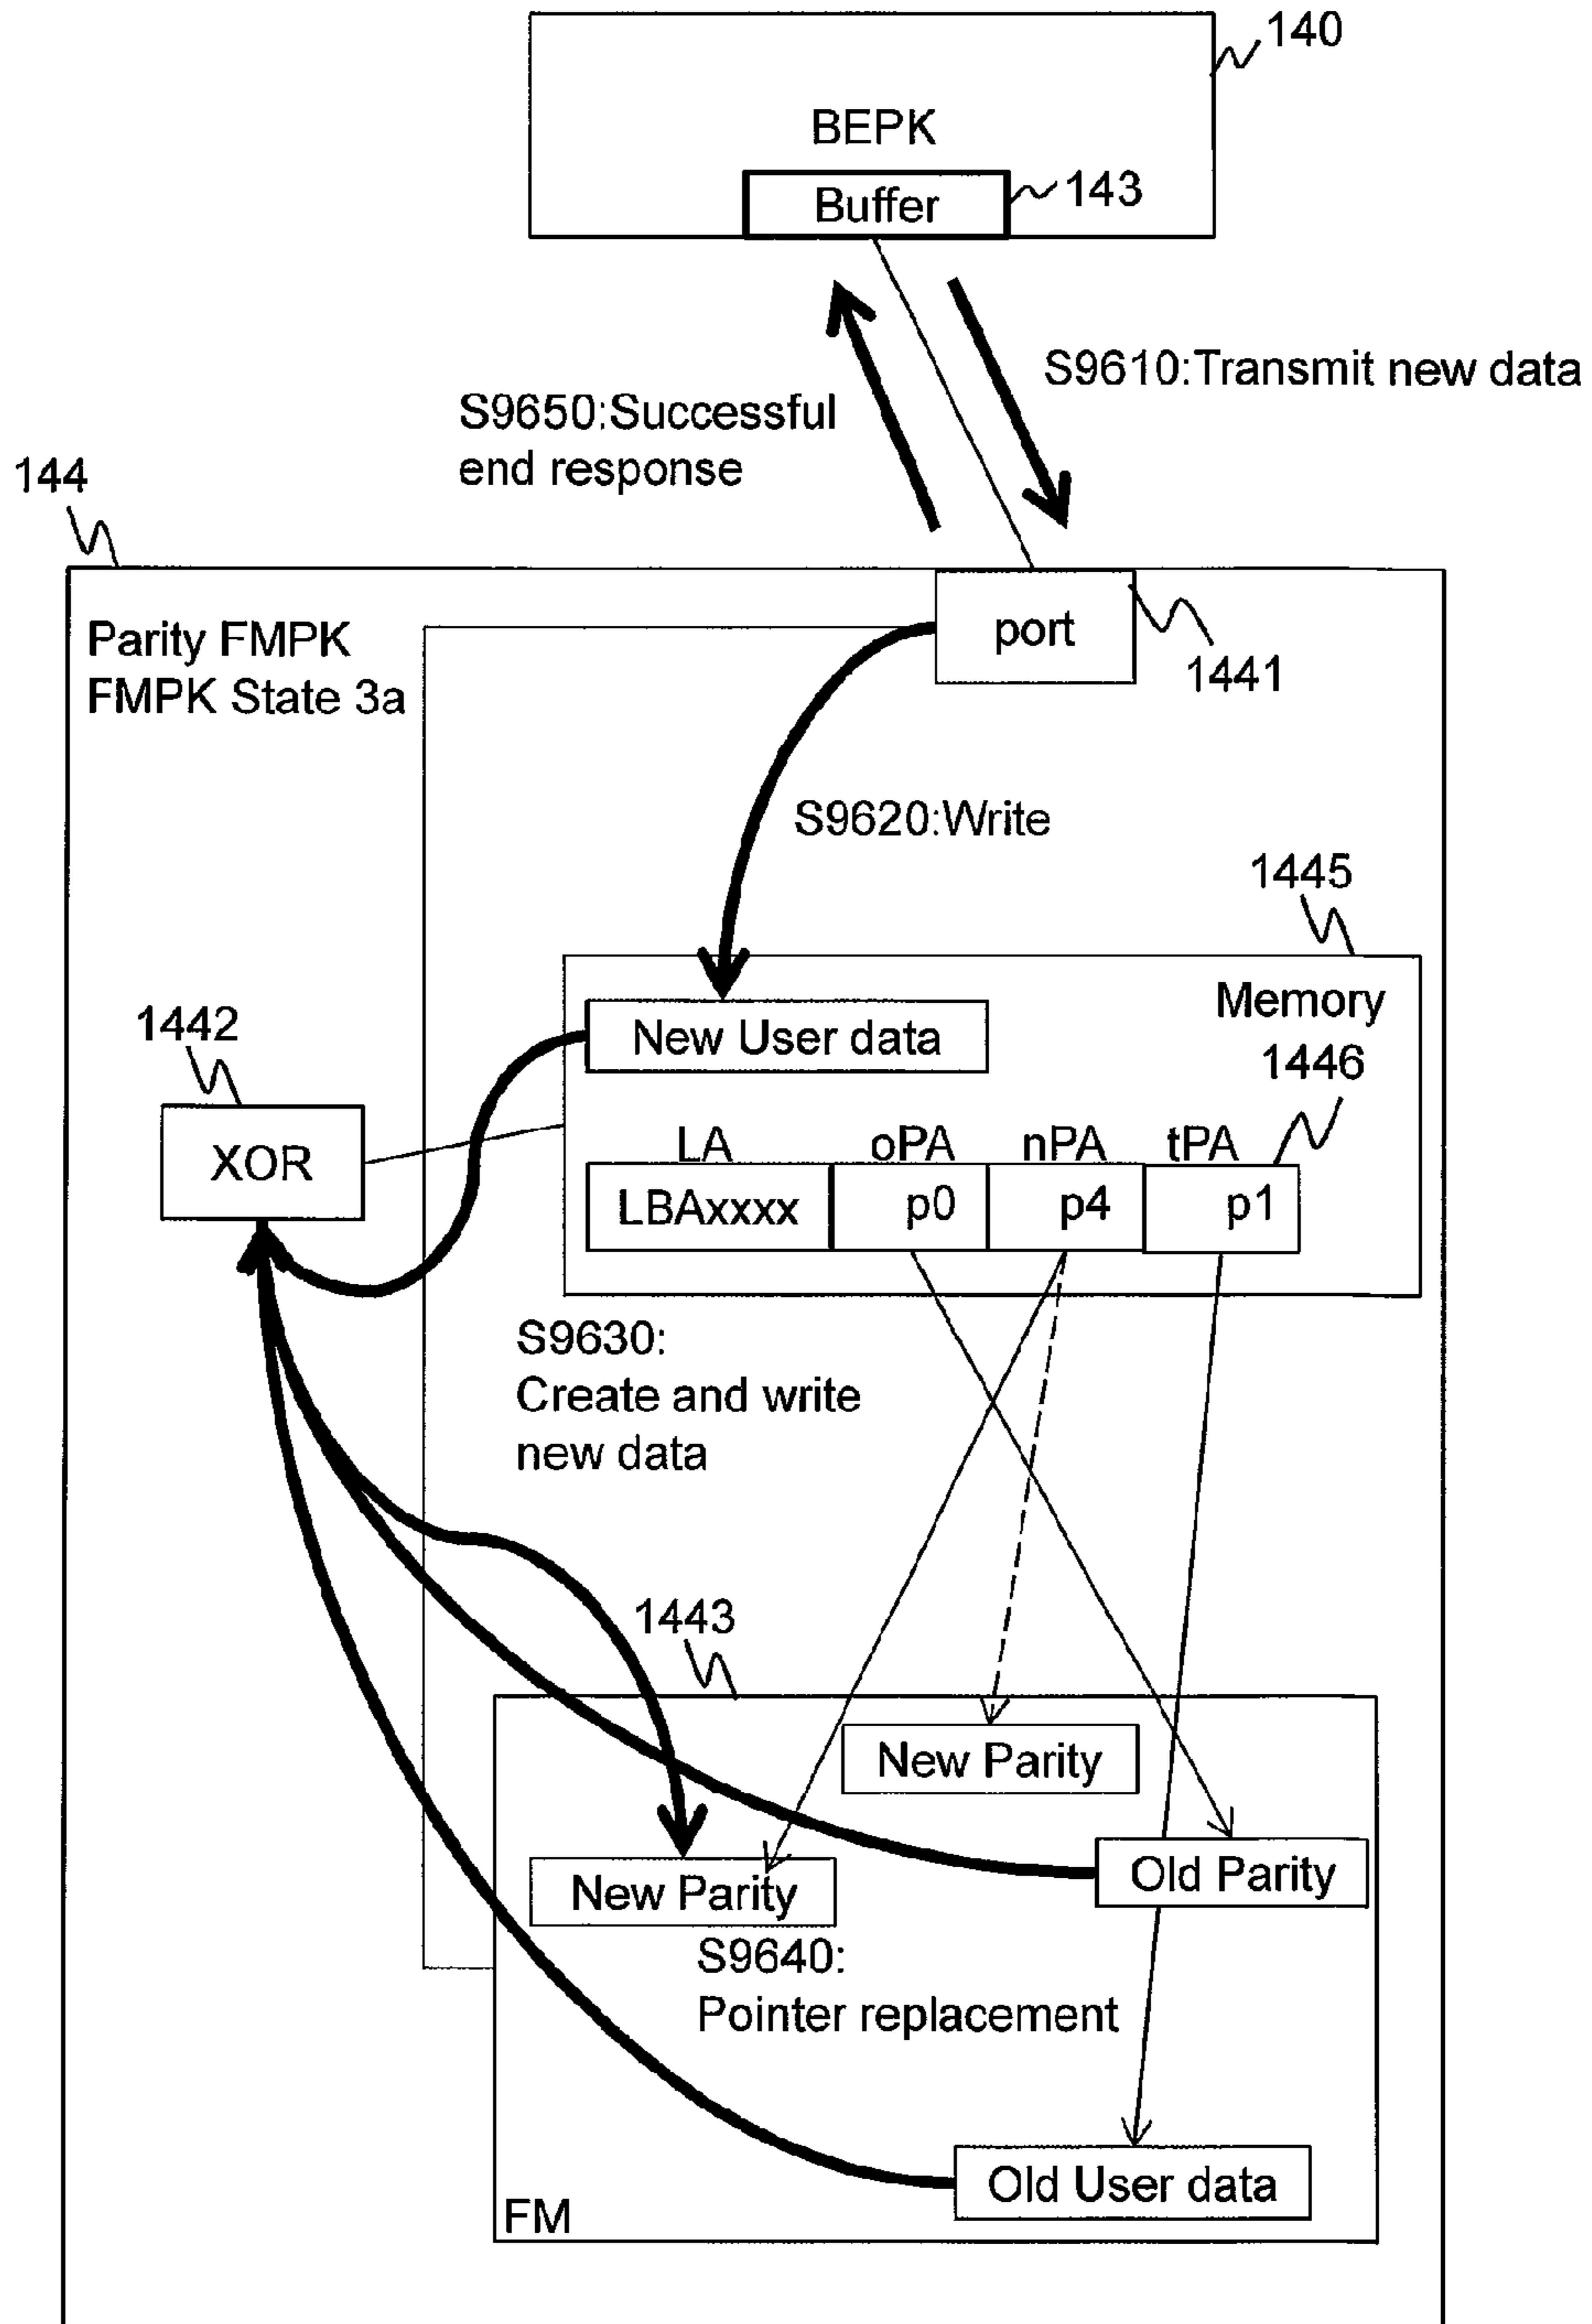 140
BEPK
Buffer
143
S9610:Transmit new data
S9650:Successful
end response
144
Parity FMPK
FMPK State 3a
port
1441
S9620:Write
1445
Memory
New User data
1442
1446
XOR
LA oPA nPA tPA
LBAxxxx p0 p4 p1
S9630:
Create and write
new data
1443
New Parity
Old Parity
New Parity
S9640:
Pointer replacement
Old User data
FM